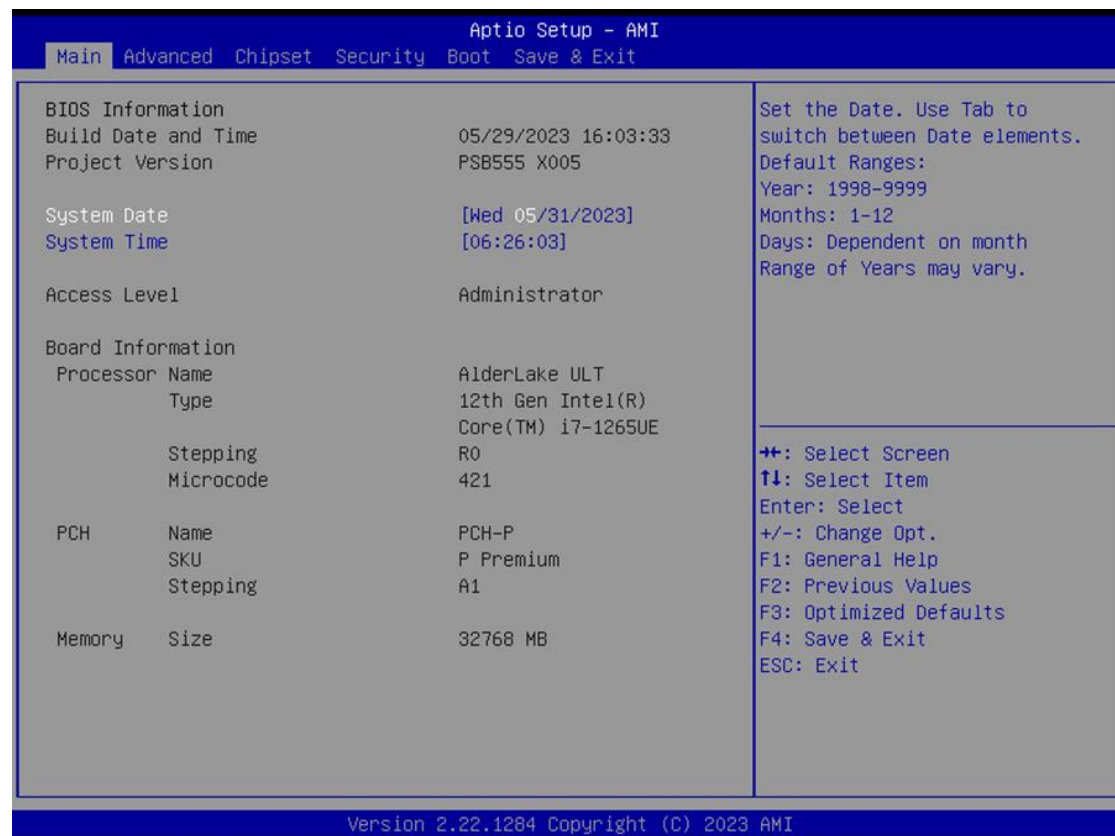 Aptio Setup - AMI
Main Advanced Chipset Security Boot Save & Exit
BIOS Information
Build Date and Time 05/29/2023 16:03:33
Project Version PSB555 X005
System Date [Wed 05/31/2023]
System Time [06:26:03]
Access Level Administrator
Board Information
Processor Name AlderLake ULT
Type 12th Gen Intel(R)
Core(TM) i7-1265UE
Stepping R0
Microcode 421
PCH Name PCH-P
SKU P Premium
Stepping A1
Memory Size 32768 MB
Set the Date. Use Tab to
switch between Date elements.
Default Ranges:
Year: 1998-9999
Months: 1-12
Days: Dependent on month
Range of Years may vary.
→←: Select Screen
↑↓: Select Item
Enter: Select
+/-: Change Opt.
F1: General Help
F2: Previous Values
F3: Optimized Defaults
F4: Save & Exit
ESC: Exit
Version 2.22.1284 Copyright (C) 2023 AMI